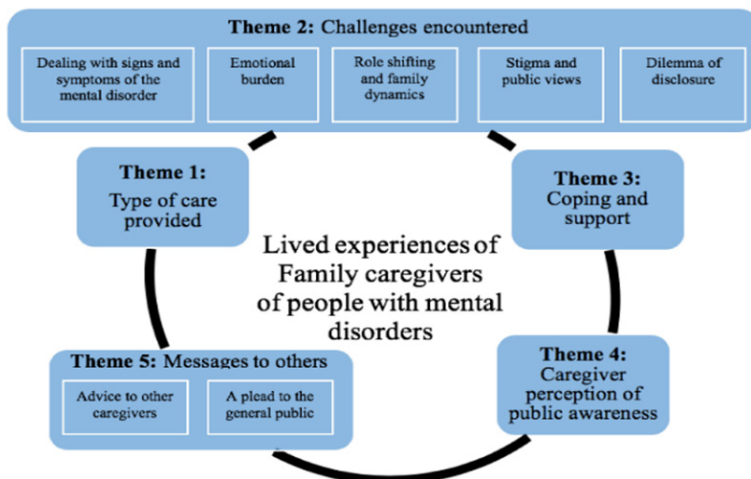 Theme 2: Challenges encountered
Dealing with signs and
symptoms of the
mental disorder
Emotional
burden
Role shifting
and family
dynamics
Stigma and
public views
Dilemma of
disclosure
Theme 1:
Type of care
provided
Theme 3:
Coping and
support
Lived experiences of
Family caregivers
of people with mental
disorders
Theme 5: Messages to others
Advice to other
caregivers
A plead to the
general public
Theme 4:
Caregiver
perception of
public awareness